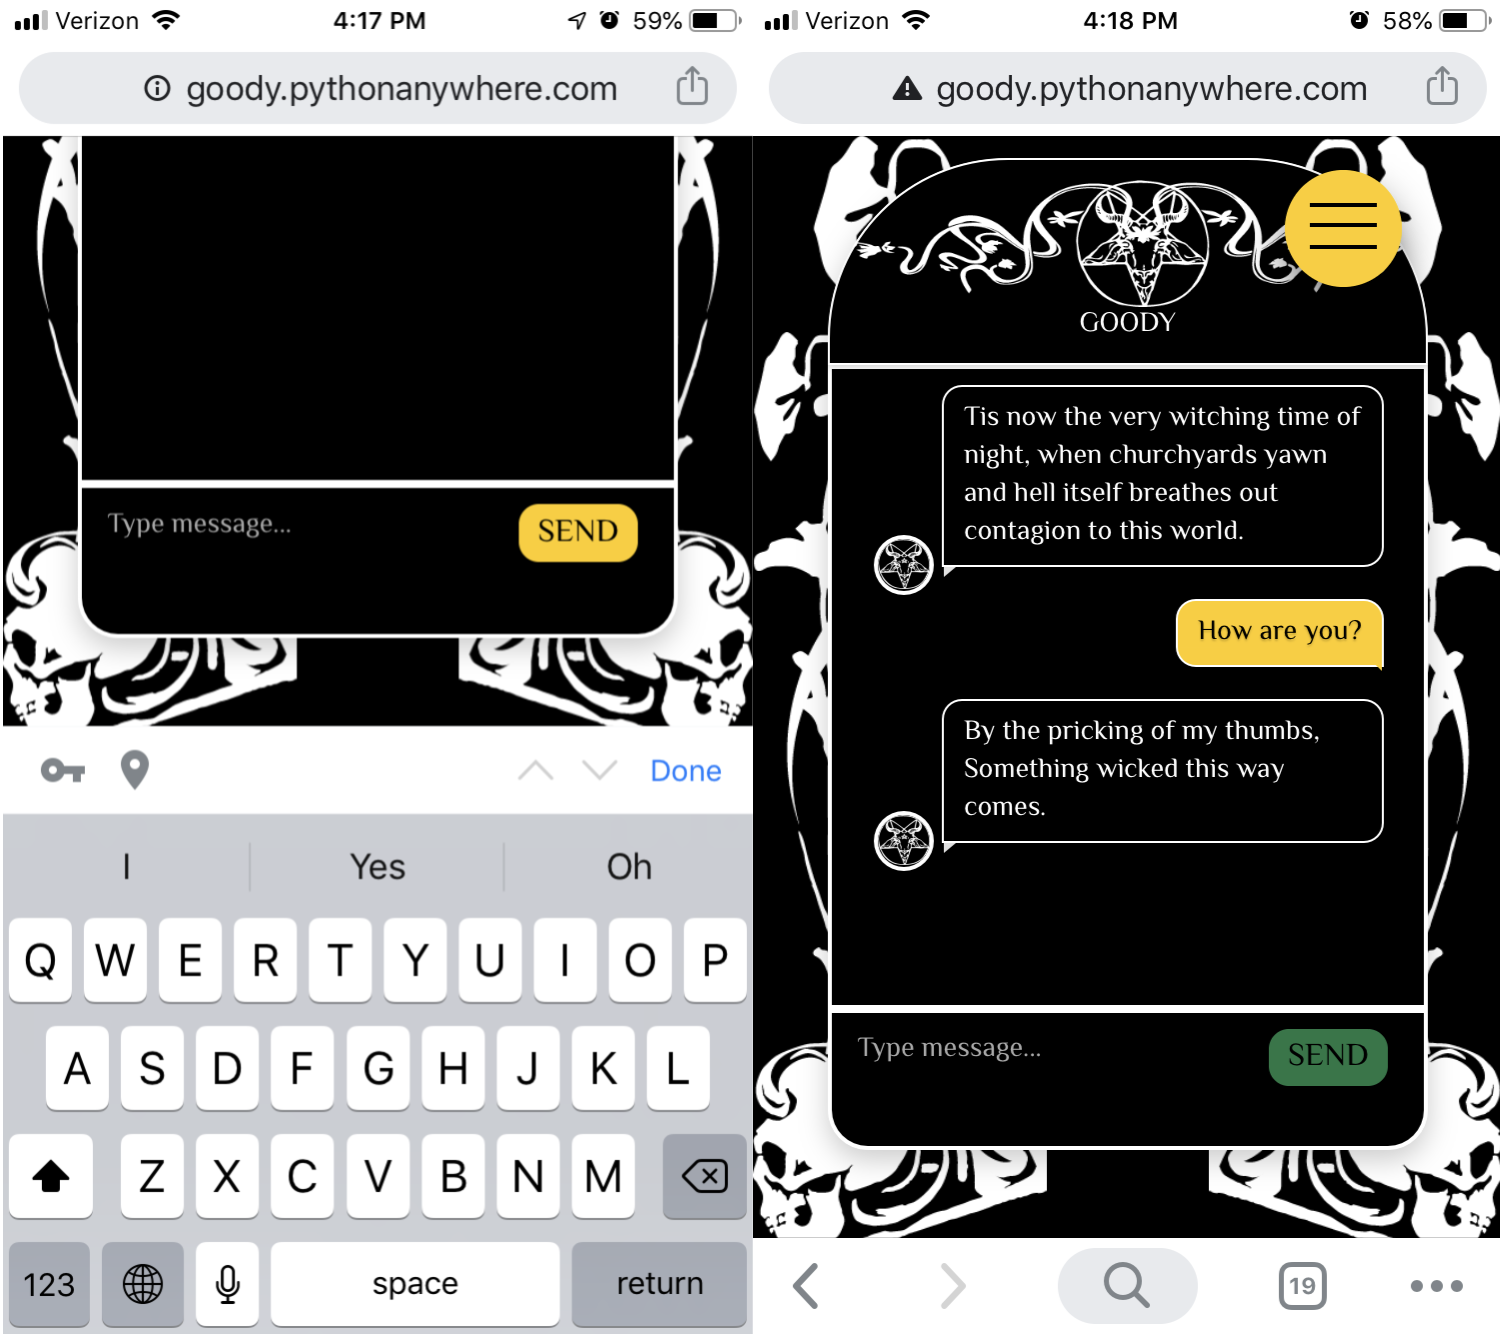 Verizon 4:17 PM 59%
goody.pythonanywhere.com
Type message...
SEND
Done
I Yes Oh
Q W E R T Y U I O P
A S D F G H J K L
Z X C V B N M
123 space return
Verizon 4:18 PM 58%
goody.pythonanywhere.com
GOODY
Tis now the very witching time of
night, when churchyards yawn
and hell itself breathes out
contagion to this world.
How are you?
By the pricking of my thumbs,
Something wicked this way
comes.
Type message...
SEND
19